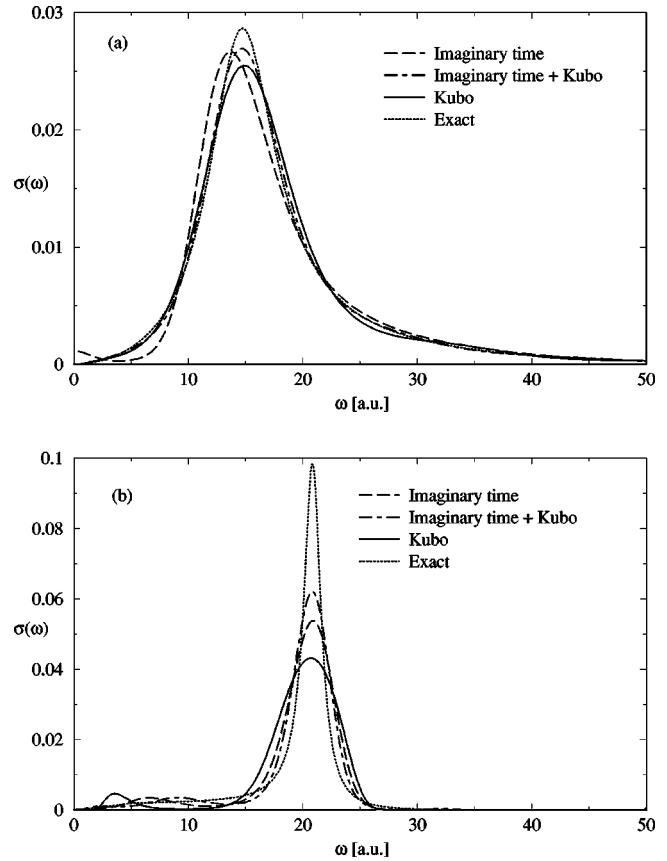 0.03
(a)
Imaginary time
Imaginary time + Kubo
Kubo
Exact
0.02
σ(ω)
0.01
0
0 10 20 30 40 50
ω [a.u.]
0.1
(b)
Imaginary time
Imaginary time + Kubo
Kubo
Exact
0.08
0.06
σ(ω)
0.04
0.02
0
0 10 20 30 40 50
ω [a.u.]